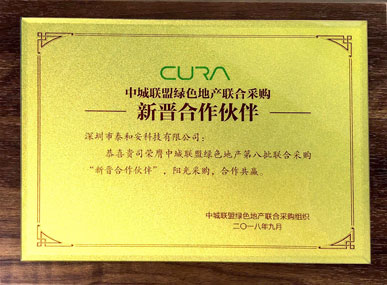 CURA
中城联盟绿色地产联合采购
新晋合作伙伴
深圳市泰和安科技有限公司：
恭喜贵司荣膺中城联盟绿色地产第八批联合采购
“新晋合作伙伴”，阳光采购，合作共赢。
中城联盟绿色地产联合采购组织
二〇一八年九月